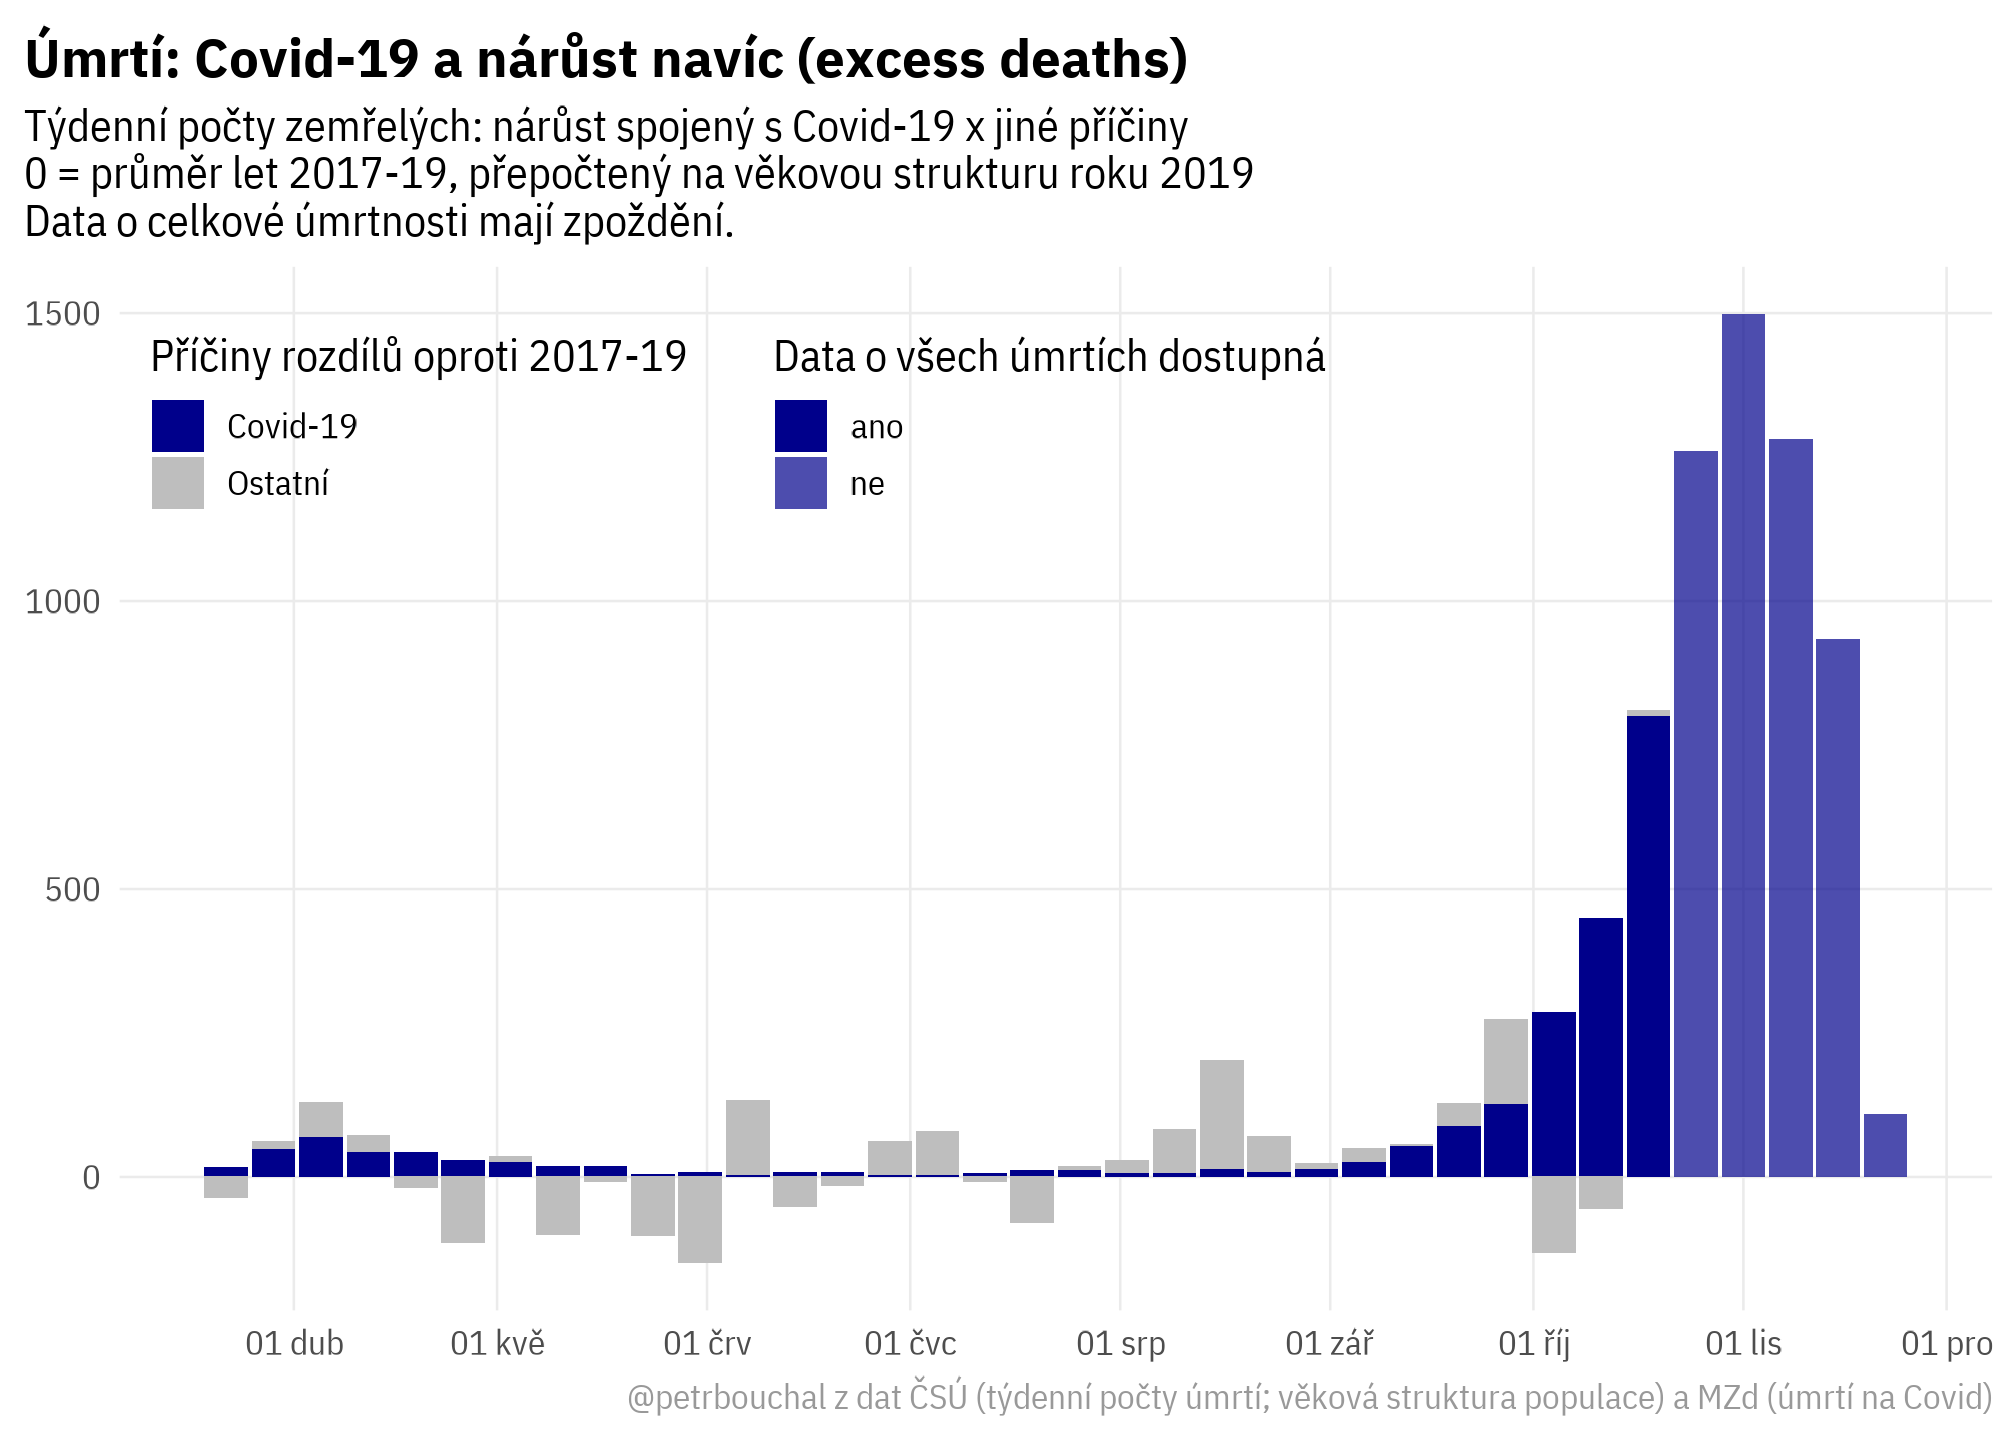 Úmrtí: Covid-19 a nárůst navíc (excess deaths)
Týdenní počty zemřelých: nárůst spojený s Covid-19 x jiné příčiny
0 = průměr let 2017-19, přepočtený na věkovou strukturu roku 2019
Data o celkové úmrtnosti mají zpoždění.
1500
Příčiny rozdílů oproti 2017-19
Covid-19
Ostatní
Data o všech úmrtích dostupná
ano
ne
1000
500
0
01 dub 01 kvě 01 črv 01 čvc 01 srp 01 zář 01 říj 01 lis 01 pro
@petrbouchal z dat ČSÚ (týdenní počty úmrtí; věková struktura populace) a MZd (úmrtí na Covid)